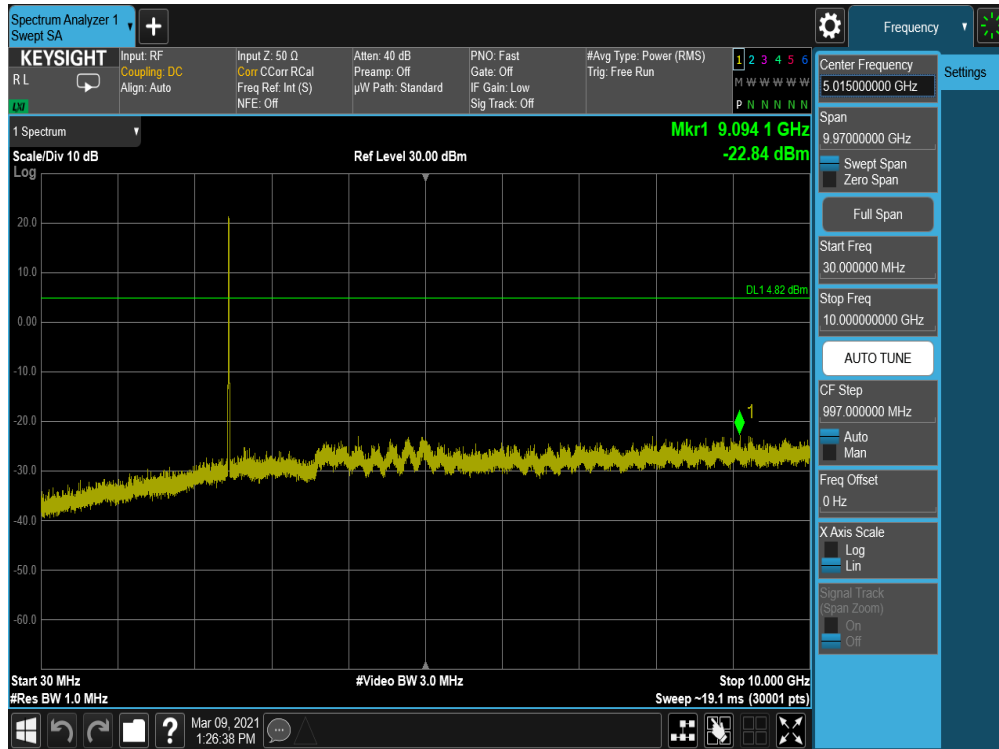 Spectrum Analyzer 1
Swept SA
Frequency
KEYSIGHT
R L
LXI
Input: RF
Coupling: DC
Align: Auto
Input Z: 50 Ω
Corr CCorr RCal
Freq Ref: Int (S)
NFE: Off
Atten: 40 dB
Preamp: Off
µW Path: Standard
PNO: Fast
Gate: Off
IF Gain: Low
Sig Track: Off
#Avg Type: Power (RMS)
Trig: Free Run
1 2 3 4 5 6
M W W W W W
P N N N N N
1 Spectrum
Scale/Div 10 dB
Log
Ref Level 30.00 dBm
Mkr1 9.094 1 GHz
-22.84 dBm
20.0
10.0
DL1 4.82 dBm
0.00
-10.0
-20.0
1
-30.0
-40.0
-50.0
-60.0
Start 30 MHz
#Video BW 3.0 MHz
Stop 10.000 GHz
#Res BW 1.0 MHz
Sweep ~19.1 ms (30001 pts)
Center Frequency
5.015000000 GHz
Settings
Span
9.97000000 GHz
Swept Span
Zero Span
Full Span
Start Freq
30.000000 MHz
Stop Freq
10.000000000 GHz
AUTO TUNE
CF Step
997.000000 MHz
Auto
Man
Freq Offset
0 Hz
X Axis Scale
Log
Lin
Signal Track
(Span Zoom)
On
Off
?
Mar 09, 2021
1:26:38 PM